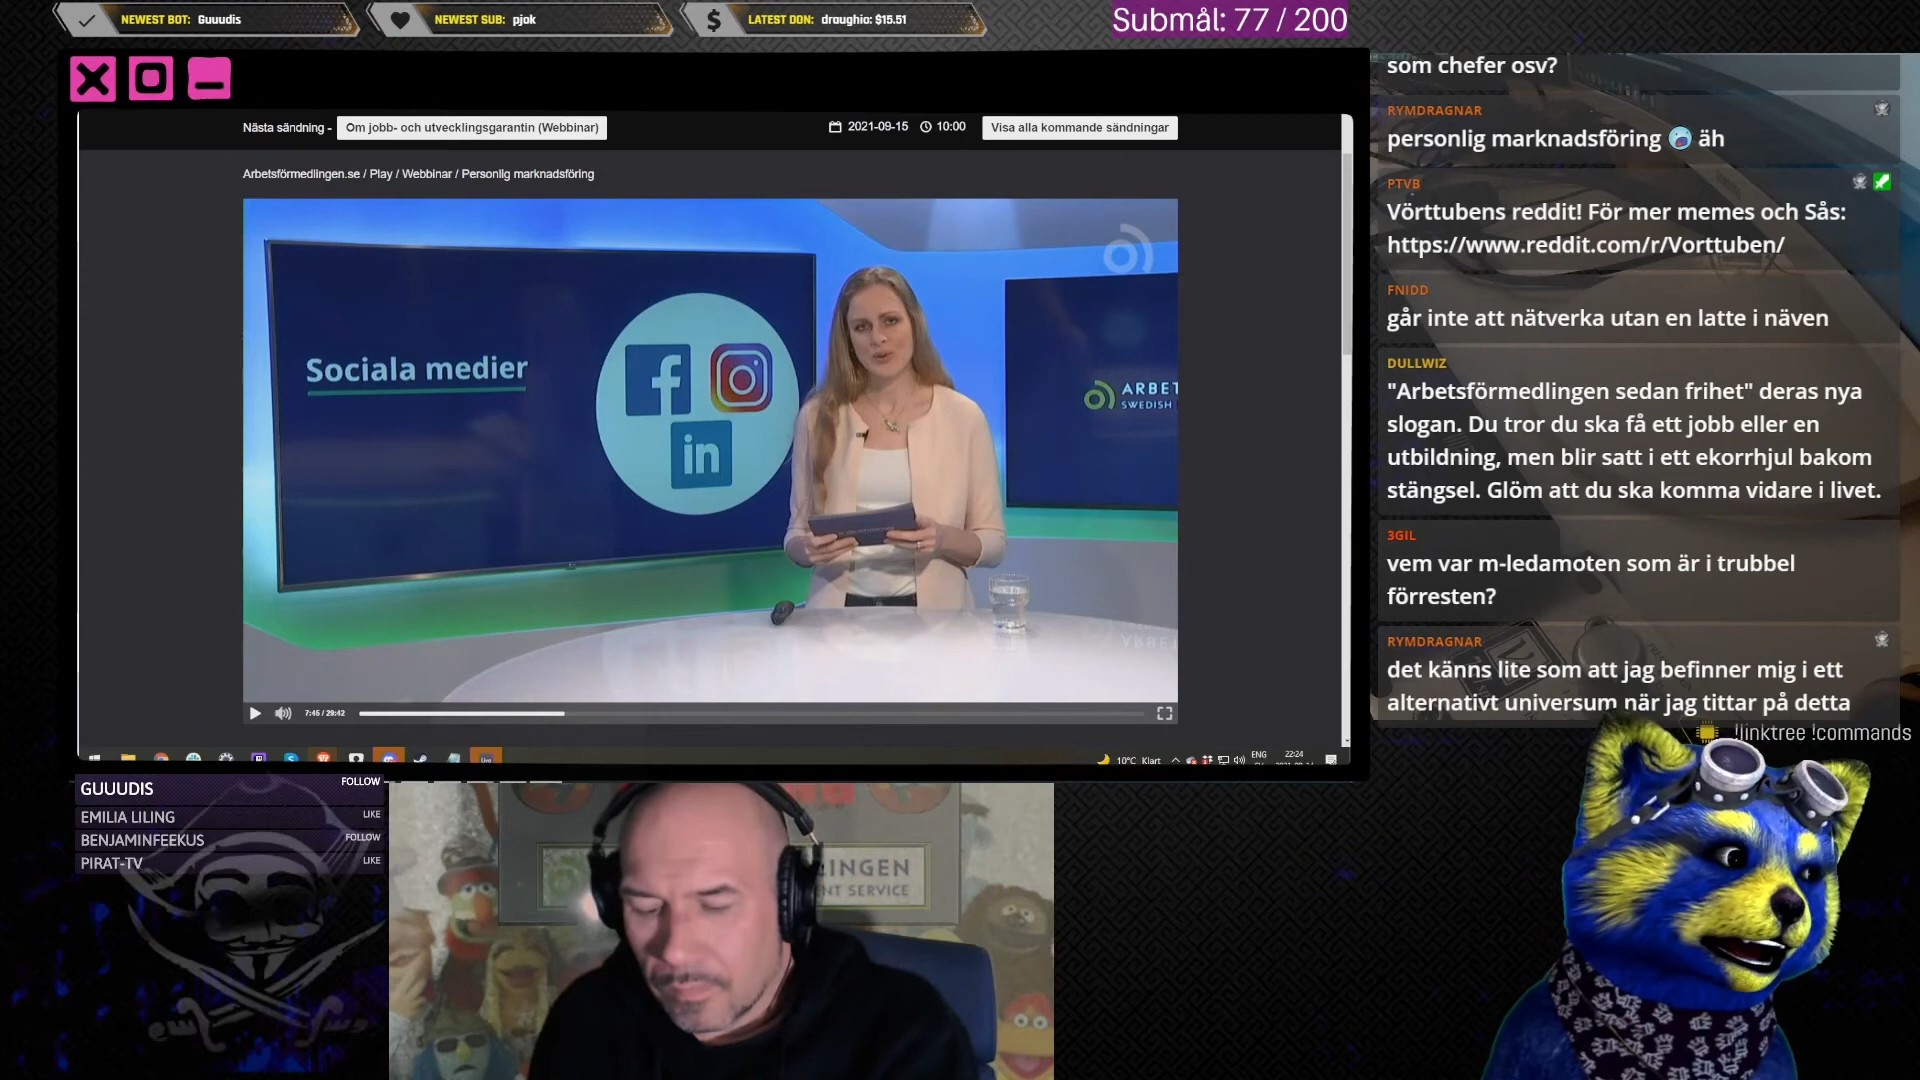 NEWEST BOT: Guuudis
NEWEST SUB: pjok
LATEST DON: draughio: $15.51
Submål: 77 / 200
Nästa sändning - Om jobb- och utvecklingsgarantin (Webbinar)
2021-09-15 10:00
Visa alla kommande sändningar
Arbetsförmedlingen.se / Play / Webbinar / Personlig marknadsföring
Sociala medier
f
in
ARBET
SWEDISH
7:45 / 29:42
10°C Klart
ENG
22:24
som chefer osv?
RYMDRAGNAR
personlig marknadsföring äh
PTVB
Vörttubens reddit! För mer memes och Sås:
https://www.reddit.com/r/Vorttuben/
FNIDD
går inte att nätverka utan en latte i näven
DULLWIZ
"Arbetsförmedlingen sedan frihet" deras nya
slogan. Du tror du ska få ett jobb eller en
utbildning, men blir satt i ett ekorrhjul bakom
stängsel. Glöm att du ska komma vidare i livet.
3GIL
vem var m-ledamoten som är i trubbel
förresten?
RYMDRAGNAR
det känns lite som att jag befinner mig i ett
alternativt universum när jag tittar på detta
!linktree !commands
GUUUDIS FOLLOW
EMILIA LILING LIKE
BENJAMINFEEKUS FOLLOW
PIRAT-TV LIKE
LINGEN
NT SERVICE